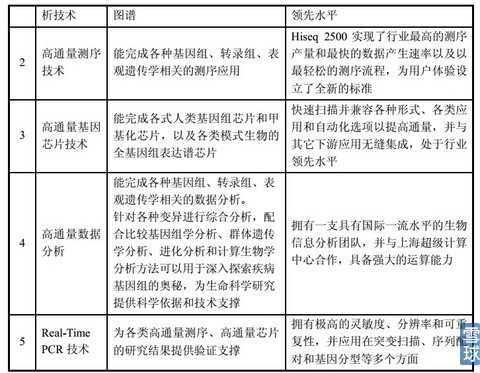 析技术
图谱
领先水平
2
高通量测序
技术
能完成各种基因组、转录组、表
观遗传学相关的测序应用
Hiseq 2500 实现了行业最高的测序
产量和最快的数据产生速率以及以
最轻松的测序流程，为用户体验设
立了全新的标准
3
高通量基因
芯片技术
能完成各式人类基因组芯片和甲
基化芯片，以及各类模式生物的
全基因组表达谱芯片
快速扫描并兼容各种形式、各类应
用和自动化选项以提高通量，并与
其它下游应用无缝集成，处于行业
领先水平
4
高通量数据
分析
能完成各种基因组、转录组、表
观遗传学相关的数据分析。
针对各种变异进行综合分析，配
合比较基因组学分析、群体遗传
学分析、进化分析和计算生物学
分析方法可以用于深入探索疾病
基因组的奥秘，为生命科学研究
提供科学依据和技术支撑
拥有一支具有国际一流水平的生物
信息分析团队，并与上海超级计算
中心合作，具备强大的运算能力
5
Real-Time
PCR 技术
为各类高通量测序、高通量芯片
的研究结果提供验证支撑
拥有极高的灵敏度、分辨率和可重
复性，并应用在突变扫描、序列配
对和基因分型等多个方面
雪球